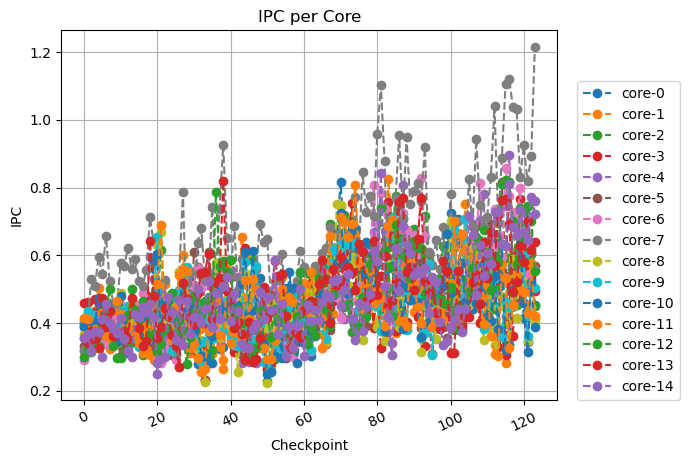 IPC per Core
1.2
1.0
0.8
0.6
0.4
0.2
IPC
0
20
40
60
80
100
120
Checkpoint
core-0
core-1
core-2
core-3
core-4
core-5
core-6
core-7
core-8
core-9
core-10
core-11
core-12
core-13
core-14